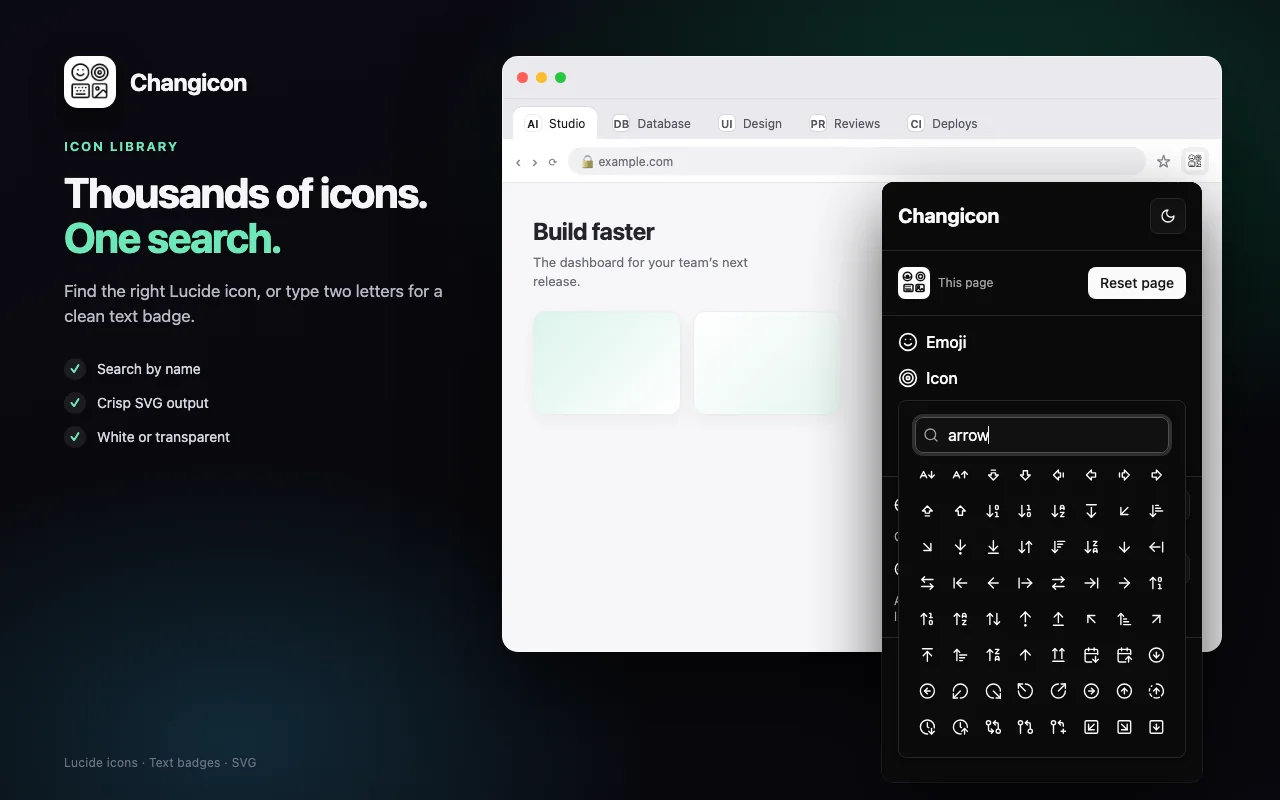 Changicon
ICON LIBRARY
Thousands of icons.
One search.
Find the right Lucide icon, or type two letters for a
clean text badge.
Search by name
Crisp SVG output
White or transparent
Lucide icons · Text badges · SVG
AI Studio
DB Database
UI Design
PR Reviews
CI Deploys
example.com
Build faster
The dashboard for your team's next
release.
Changicon
This page
Reset page
Emoji
Icon
arrow